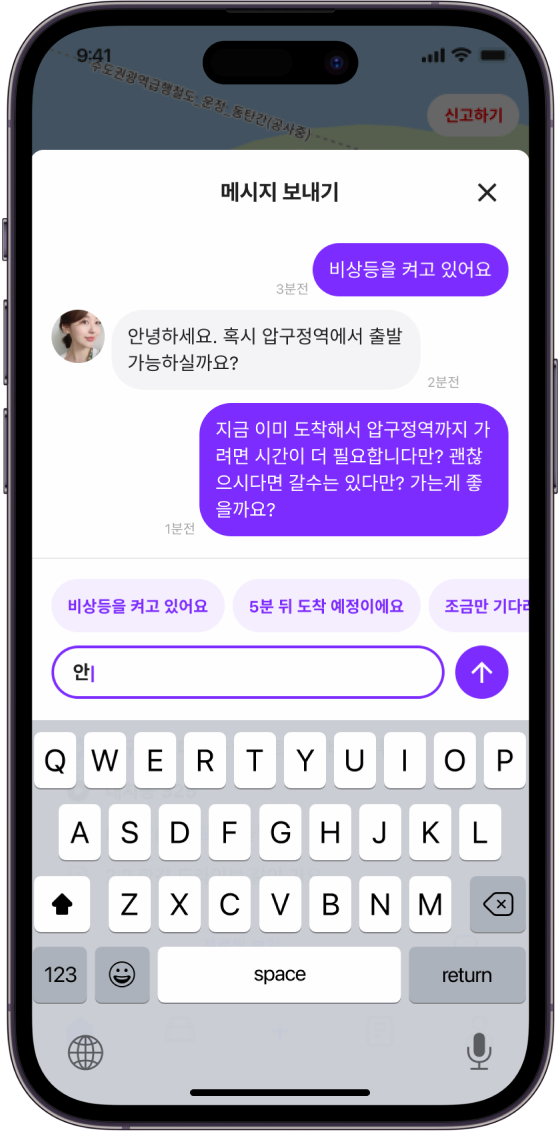 9:41
수도권광역급행철도_운정_동탄간(공사중)
신고하기
메시지 보내기
비상등을 켜고 있어요
3분전
안녕하세요. 혹시 압구정역에서 출발
가능하실까요?
2분전
지금 이미 도착해서 압구정역까지 가
려면 시간이 더 필요합니다만? 괜찮
으시다면 갈수는 있다만? 가는게 좋
을까요?
1분전
비상등을 켜고 있어요
5분 뒤 도착 예정이에요
조금만 기다려
안
Q W E R T Y U I O P
A S D F G H J K L
Z X C V B N M
123
space
return